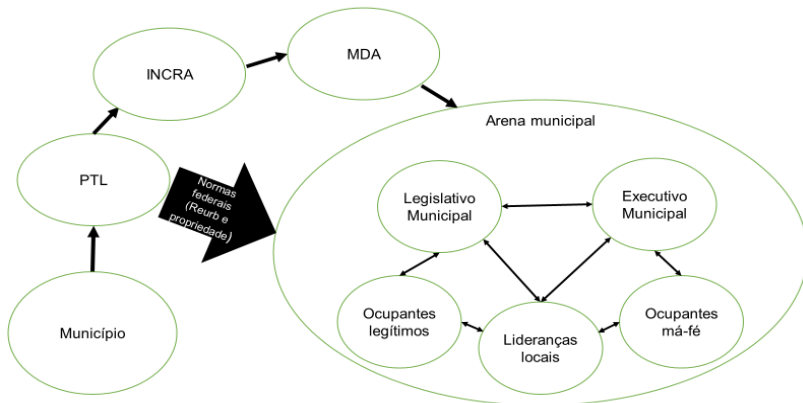 MDA
INCRA
Arena municipal
PTL
Normas
federais
(Reurb e
propriedade)
Legislativo
Municipal
Executivo
Municipal
Município
Ocupantes
legítimos
Lideranças
locais
Ocupantes
má-fé